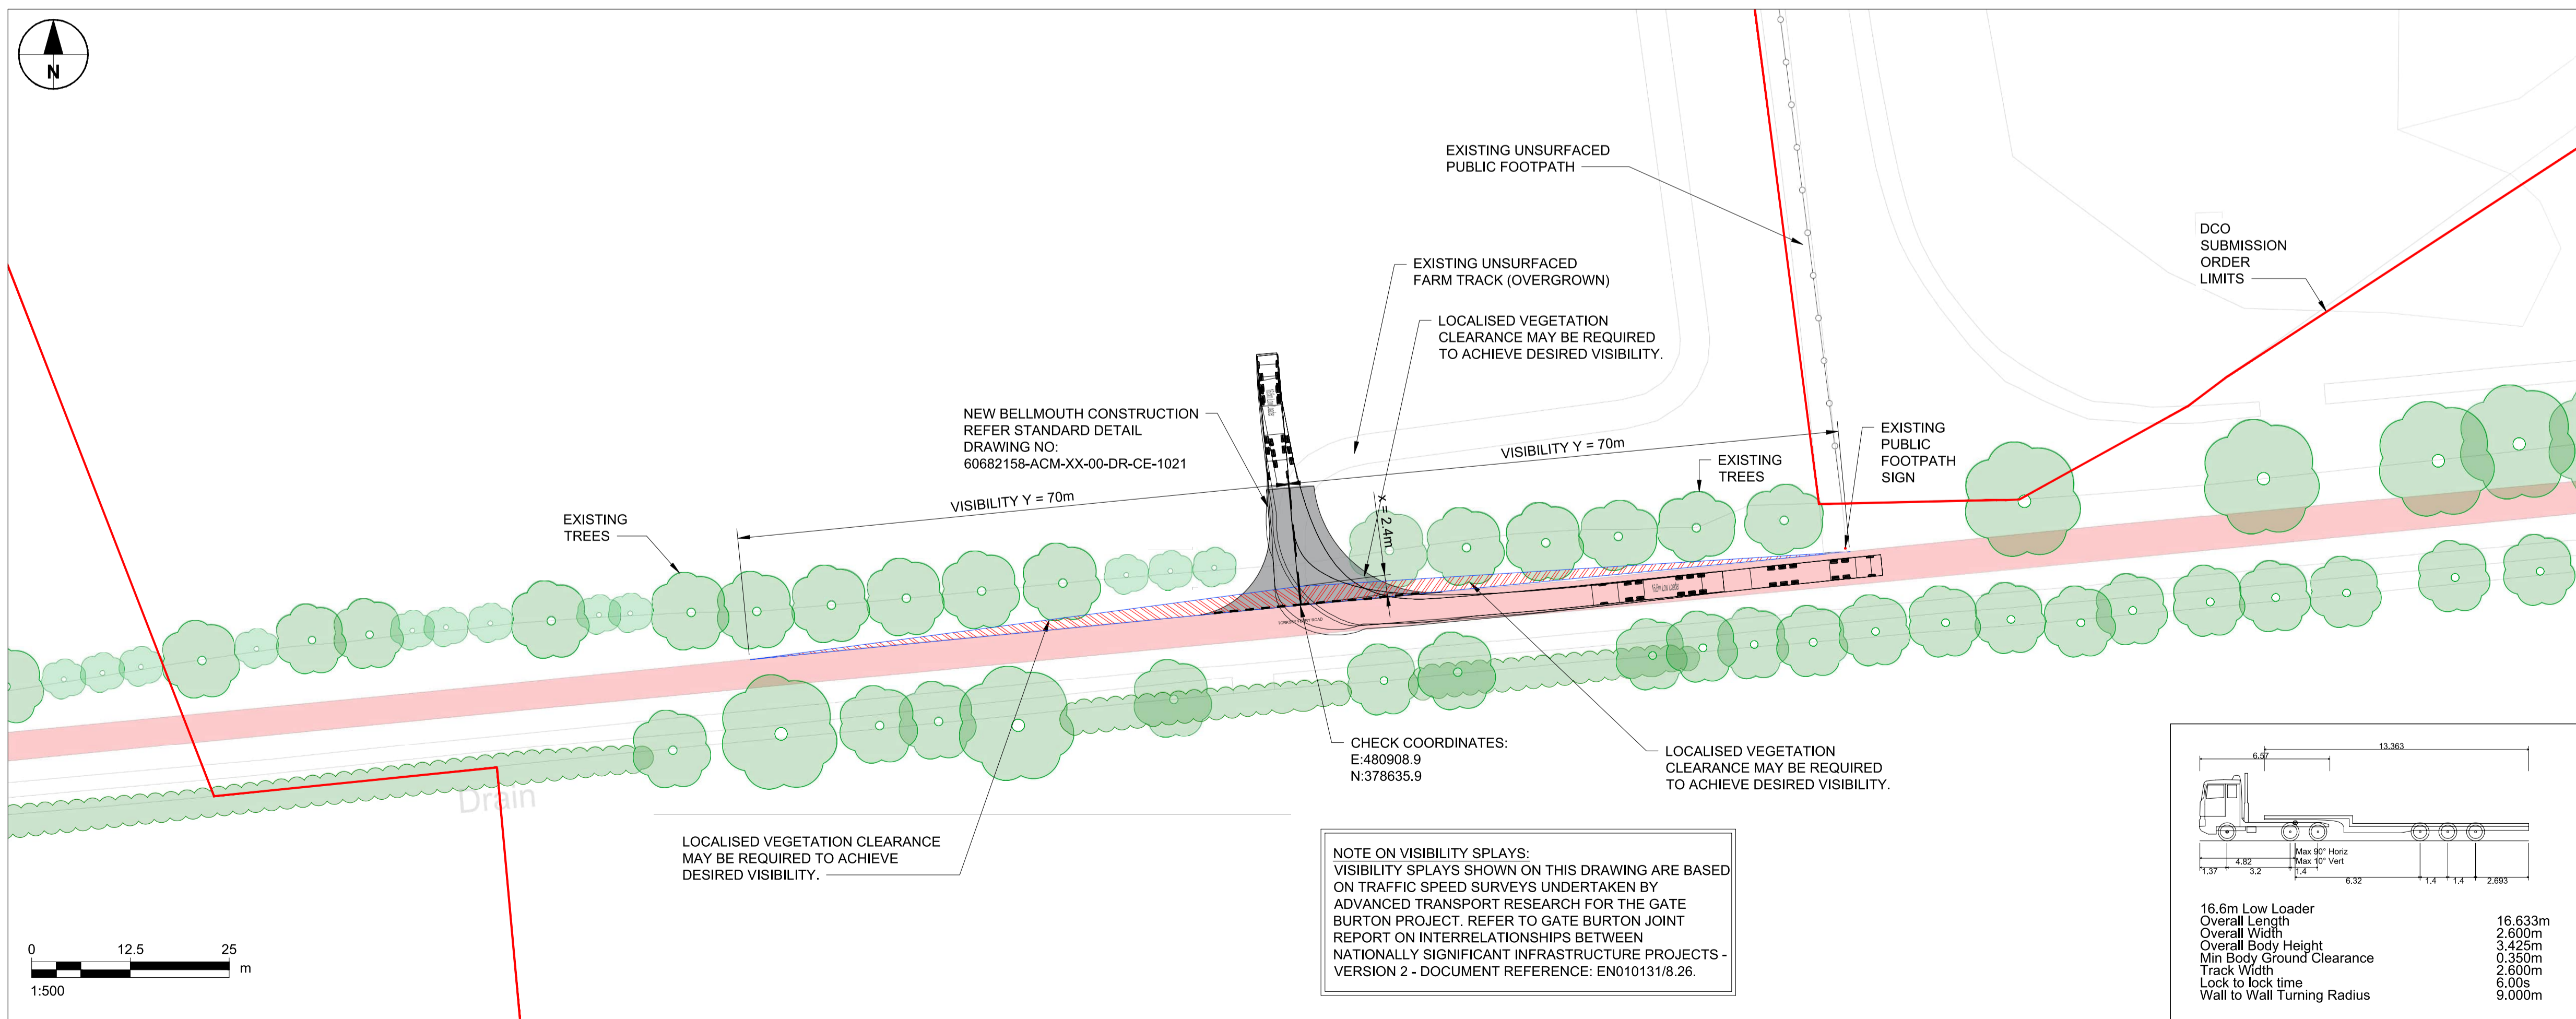 N
EXISTING UNSURFACED
PUBLIC FOOTPATH
DCO
SUBMISSION
ORDER
LIMITS
EXISTING UNSURFACED
FARM TRACK (OVERGROWN)
LOCALISED VEGETATION
CLEARANCE MAY BE REQUIRED
TO ACHIEVE DESIRED VISIBILITY.
NEW BELLMOUTH CONSTRUCTION
REFER STANDARD DETAIL
DRAWING NO:
60682158-ACM-XX-00-DR-CE-1021
VISIBILITY Y = 70m
VISIBILITY Y = 70m
x = 2.4m
EXISTING
TREES
EXISTING
PUBLIC
FOOTPATH
SIGN
EXISTING
TREES
16.6m Low Loader
TORKSEY FERRY ROAD
Drain
CHECK COORDINATES:
E:480908.9
N:378635.9
LOCALISED VEGETATION
CLEARANCE MAY BE REQUIRED
TO ACHIEVE DESIRED VISIBILITY.
LOCALISED VEGETATION CLEARANCE
MAY BE REQUIRED TO ACHIEVE
DESIRED VISIBILITY.
NOTE ON VISIBILITY SPLAYS:
VISIBILITY SPLAYS SHOWN ON THIS DRAWING ARE BASED
ON TRAFFIC SPEED SURVEYS UNDERTAKEN BY
ADVANCED TRANSPORT RESEARCH FOR THE GATE
BURTON PROJECT. REFER TO GATE BURTON JOINT
REPORT ON INTERRELATIONSHIPS BETWEEN
NATIONALLY SIGNIFICANT INFRASTRUCTURE PROJECTS -
VERSION 2 - DOCUMENT REFERENCE: EN010131/8.26.
0 12.5 25
m
1:500
13.363
6.57
Max 90° Horiz
Max 10° Vert
4.82
1.37 3.2 1.4
6.32 1.4 1.4 2.693
16.6m Low Loader
Overall Length 16.633m
Overall Width 2.600m
Overall Body Height 3.425m
Min Body Ground Clearance 0.350m
Track Width 2.600m
Lock to lock time 6.00s
Wall to Wall Turning Radius 9.000m